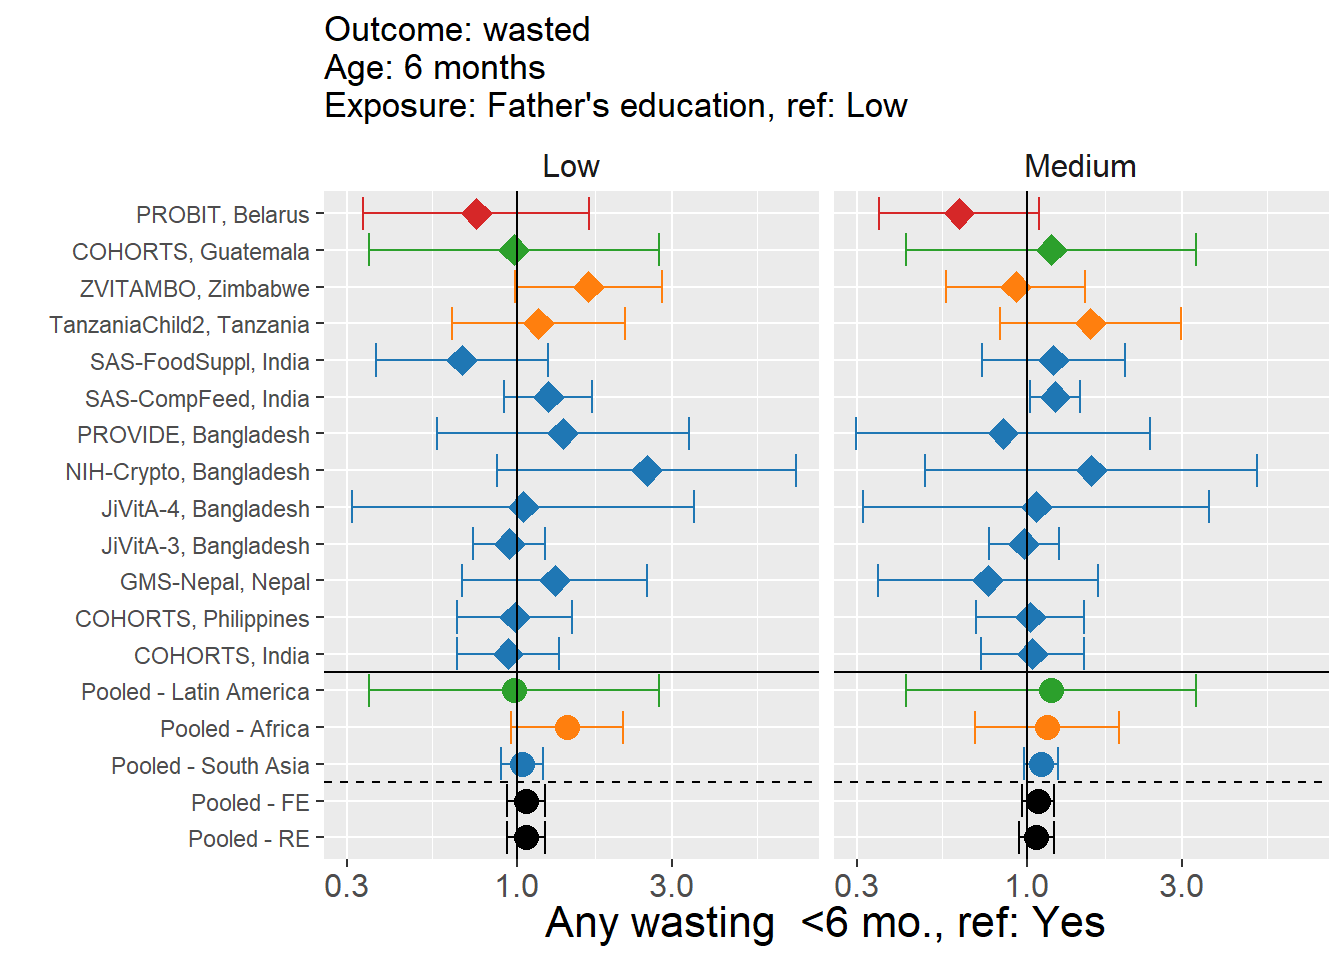 Outcome: wasted
Age: 6 months
Exposure: Father's education, ref: Low
Low
Medium
PROBIT, Belarus
COHORTS, Guatemala
ZVITAMBO, Zimbabwe
TanzaniaChild2, Tanzania
SAS-FoodSuppl, India
SAS-CompFeed, India
PROVIDE, Bangladesh
NIH-Crypto, Bangladesh
JiVitA-4, Bangladesh
JiVitA-3, Bangladesh
GMS-Nepal, Nepal
COHORTS, Philippines
COHORTS, India
Pooled - Latin America
Pooled - Africa
Pooled - South Asia
Pooled - FE
Pooled - RE
0.3 1.0 3.0 0.3 1.0 3.0
Any wasting  <6 mo., ref: Yes